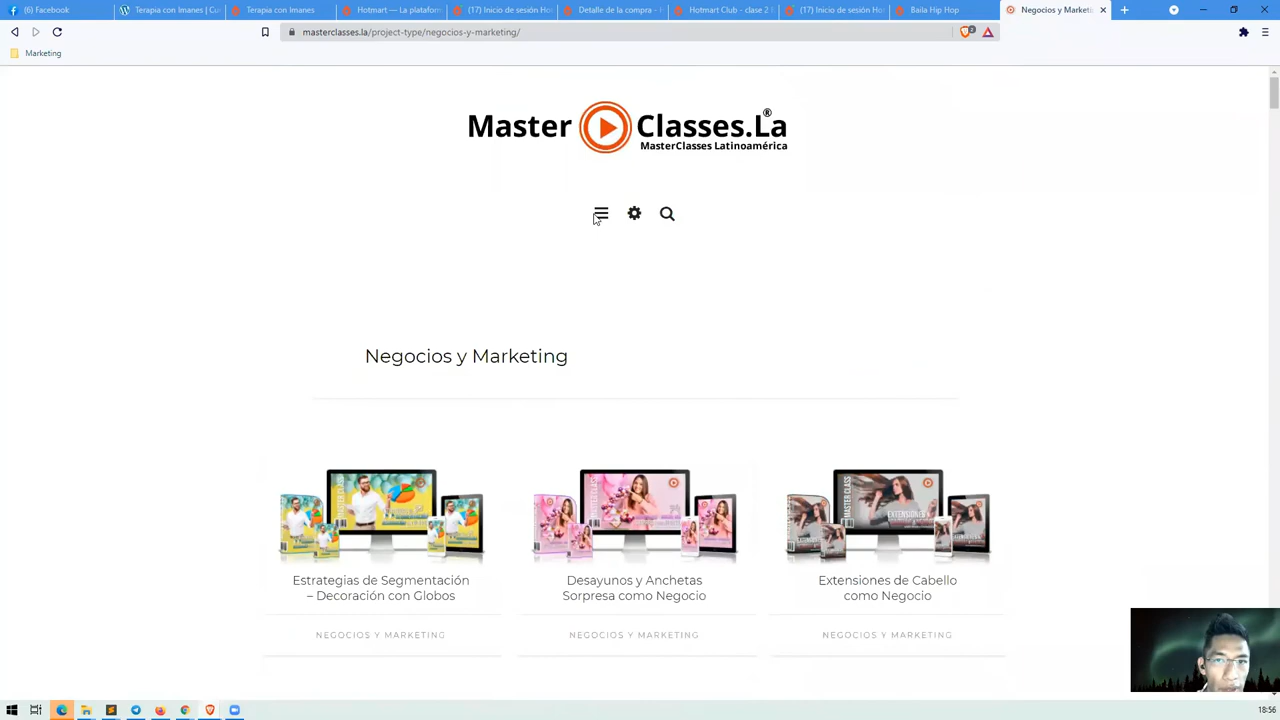 (6) Facebook
Terapia con Imanes | Cu
Terapia con Imanes
Hotmart — La plataform
(17) Inicio de sesión Ho
Detalle de la compra -
Hotmart Club - clase 2
(17) Inicio de sesión Ho
Baila Hip Hop
Negocios y Marketi
masterclasses.la/project-type/negocios-y-marketing/
Marketing
Master Classes.La®
MasterClasses Latinoamérica
Negocios y Marketing
Estrategias de Segmentación
– Decoración con Globos
NEGOCIOS Y MARKETING
Desayunos y Anchetas
Sorpresa como Negocio
NEGOCIOS Y MARKETING
Extensiones de Cabello
como Negocio
NEGOCIOS Y MARKETING
18:56